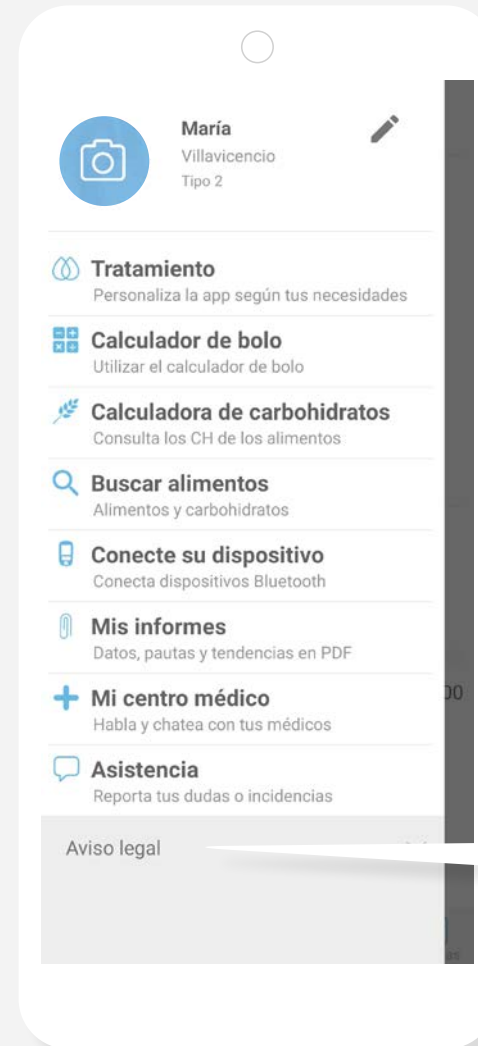 María
Villavicencio
Tipo 2
Tratamiento
Personaliza la app según tus necesidades
Calculador de bolo
Utilizar el calculador de bolo
Calculadora de carbohidratos
Consulta los CH de los alimentos
Buscar alimentos
Alimentos y carbohidratos
Conecte su dispositivo
Conecta dispositivos Bluetooth
Mis informes
Datos, pautas y tendencias en PDF
Mi centro médico
Habla y chatea con tus médicos
Asistencia
Reporta tus dudas o incidencias
Aviso legal